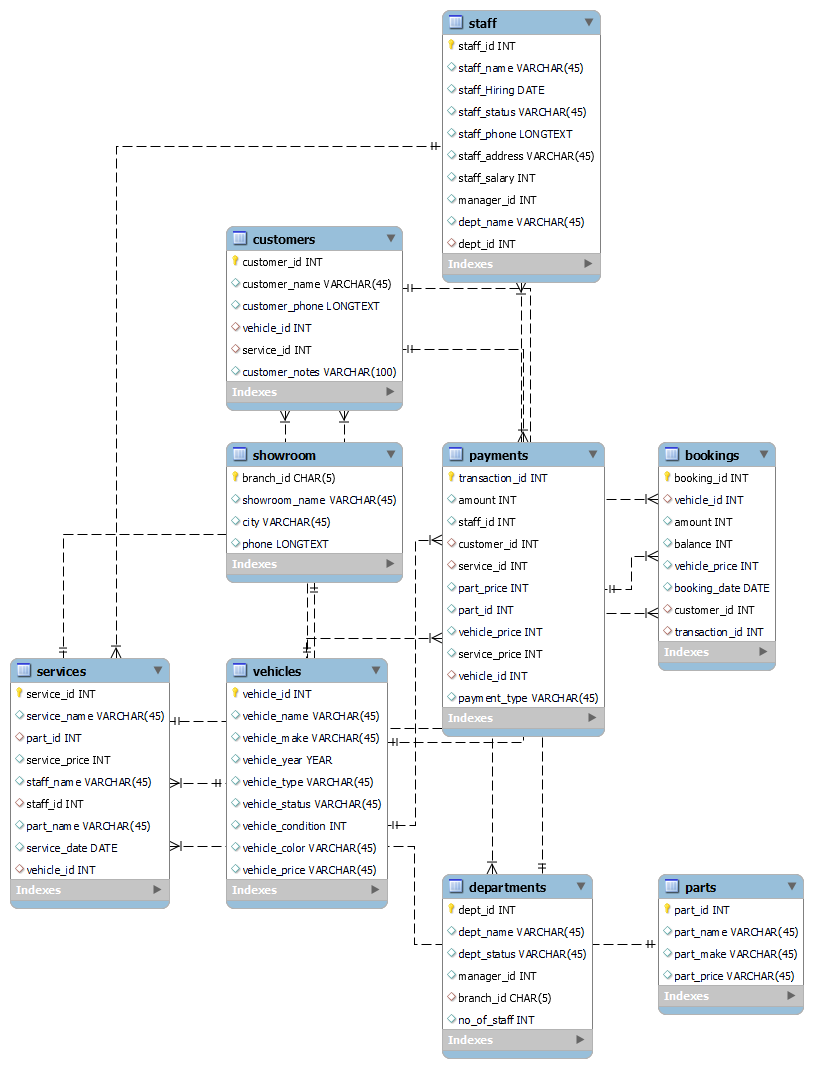 staff
staff_id INT
staff_name VARCHAR(45)
staff_Hiring DATE
staff_status VARCHAR(45)
staff_phone LONGTEXT
staff_address VARCHAR(45)
staff_salary INT
manager_id INT
dept_name VARCHAR(45)
dept_id INT
Indexes
customers
customer_id INT
customer_name VARCHAR(45)
customer_phone LONGTEXT
vehicle_id INT
service_id INT
customer_notes VARCHAR(100)
Indexes
showroom
branch_id CHAR(5)
showroom_name VARCHAR(45)
city VARCHAR(45)
phone LONGTEXT
Indexes
payments
transaction_id INT
amount INT
staff_id INT
customer_id INT
service_id INT
part_price INT
part_id INT
vehicle_price INT
service_price INT
vehicle_id INT
payment_type VARCHAR(45)
Indexes
bookings
booking_id INT
vehicle_id INT
amount INT
balance INT
vehicle_price INT
booking_date DATE
customer_id INT
transaction_id INT
Indexes
services
service_id INT
service_name VARCHAR(45)
part_id INT
service_price INT
staff_name VARCHAR(45)
staff_id INT
part_name VARCHAR(45)
service_date DATE
vehicle_id INT
Indexes
vehicles
vehicle_id INT
vehicle_name VARCHAR(45)
vehicle_make VARCHAR(45)
vehicle_year YEAR
vehicle_type VARCHAR(45)
vehicle_status VARCHAR(45)
vehicle_condition INT
vehicle_color VARCHAR(45)
vehicle_price VARCHAR(45)
Indexes
departments
dept_id INT
dept_name VARCHAR(45)
dept_status VARCHAR(45)
manager_id INT
branch_id CHAR(5)
no_of_staff INT
Indexes
parts
part_id INT
part_name VARCHAR(45)
part_make VARCHAR(45)
part_price VARCHAR(45)
Indexes